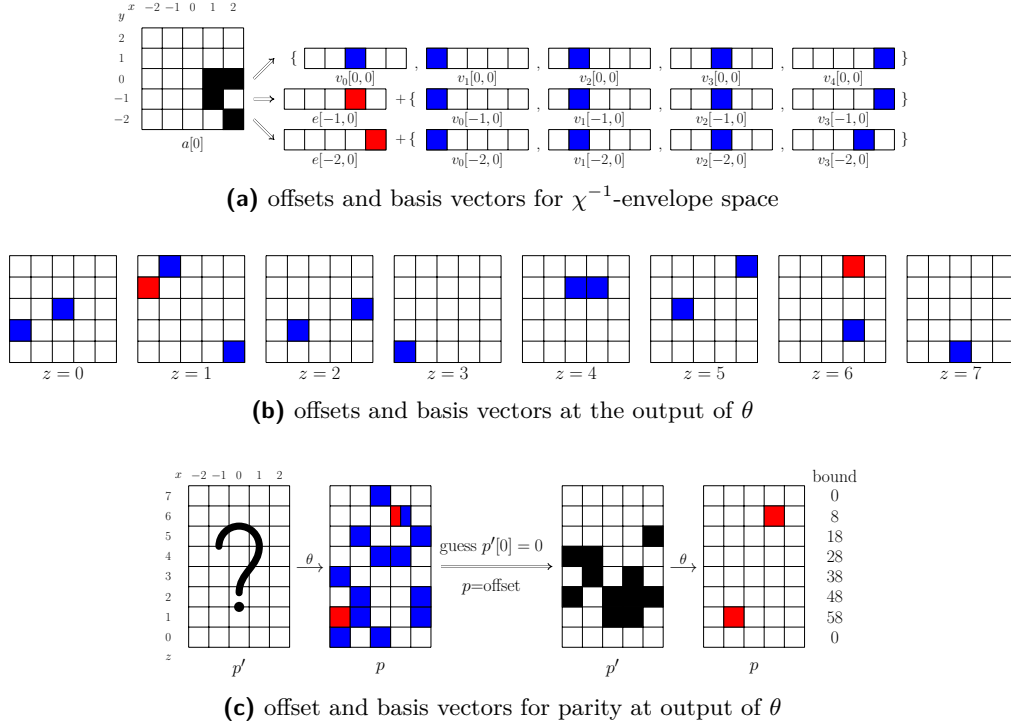 x −2 −1 0 1 2
y
2
1
0
−1
−2
a[0]
{ , , , , }
v₀[0, 0] v₁[0, 0] v₂[0, 0] v₃[0, 0] v₄[0, 0]
+{ , , , }
e[−1, 0] v₀[−1, 0] v₁[−1, 0] v₂[−1, 0] v₃[−1, 0]
+{ , , , }
e[−2, 0] v₀[−2, 0] v₁[−2, 0] v₂[−2, 0] v₃[−2, 0]
(a) offsets and basis vectors for χ⁻¹-envelope space
z = 0 z = 1 z = 2 z = 3 z = 4 z = 5 z = 6 z = 7
(b) offsets and basis vectors at the output of θ
x −2 −1 0 1 2
7
6
5
4
3
2
1
0
z
?
p′
θ
p
guess p′[0] = 0
p=offset
p′
θ
p
bound
0
8
18
28
38
48
58
0
(c) offset and basis vectors for parity at output of θ